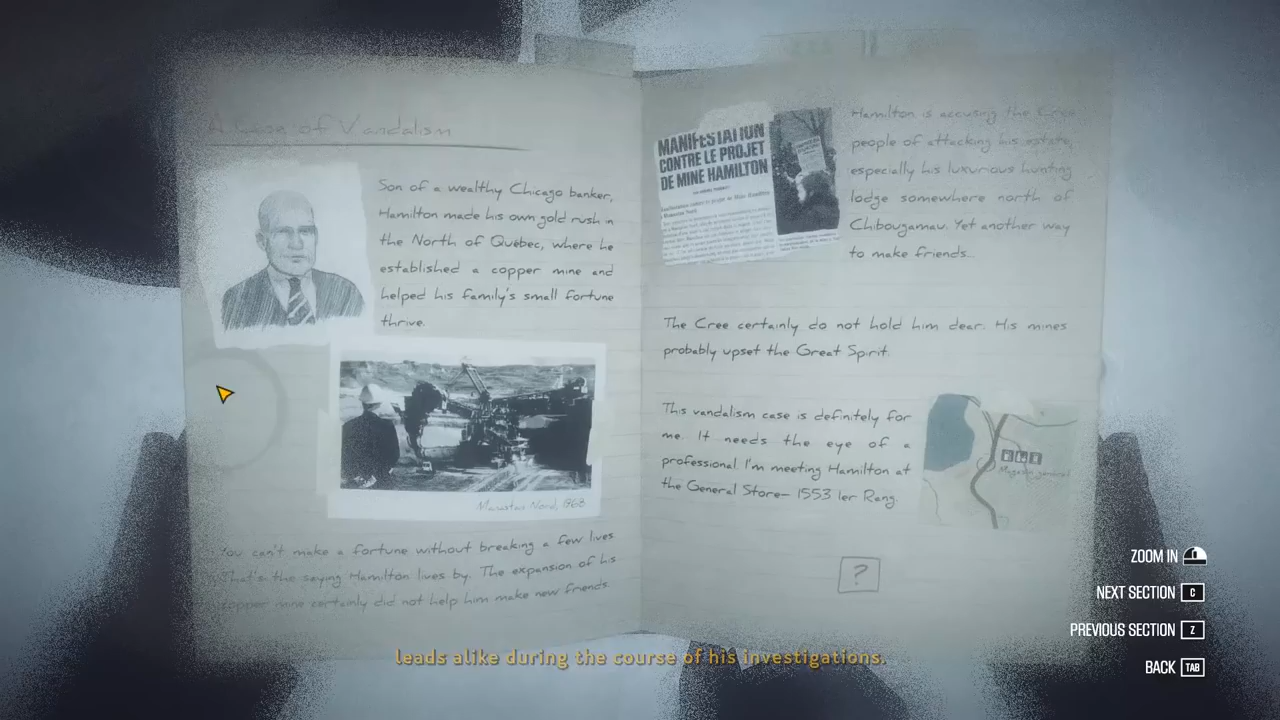 A Case of Vandalism
Son of a wealthy Chicago banker,
Hamilton made his own gold rush in
the North of Québec, where he
established a copper mine and
helped his family's small fortune
thrive.
Manistou Nord, 1968
You can't make a fortune without breaking a few lives.
That's the saying Hamilton lives by. The expansion of his
copper mine certainly did not help him make new friends.
MANIFESTATION
CONTRE LE PROJET
DE MINE HAMILTON
Hamilton is accusing the Cree
people of attacking his estate,
especially his luxurious hunting
lodge somewhere north of
Chibougamau. Yet another way
to make friends...
The Cree certainly do not hold him dear. His mines
probably upset the Great Spirit.
This vandalism case is definitely for
me. It needs the eye of a
professional. I'm meeting Hamilton at
the General Store- 1553 1er Rang.
Magasin général
?
leads alike during the course of his investigations.
ZOOM IN
NEXT SECTION C
PREVIOUS SECTION Z
BACK TAB